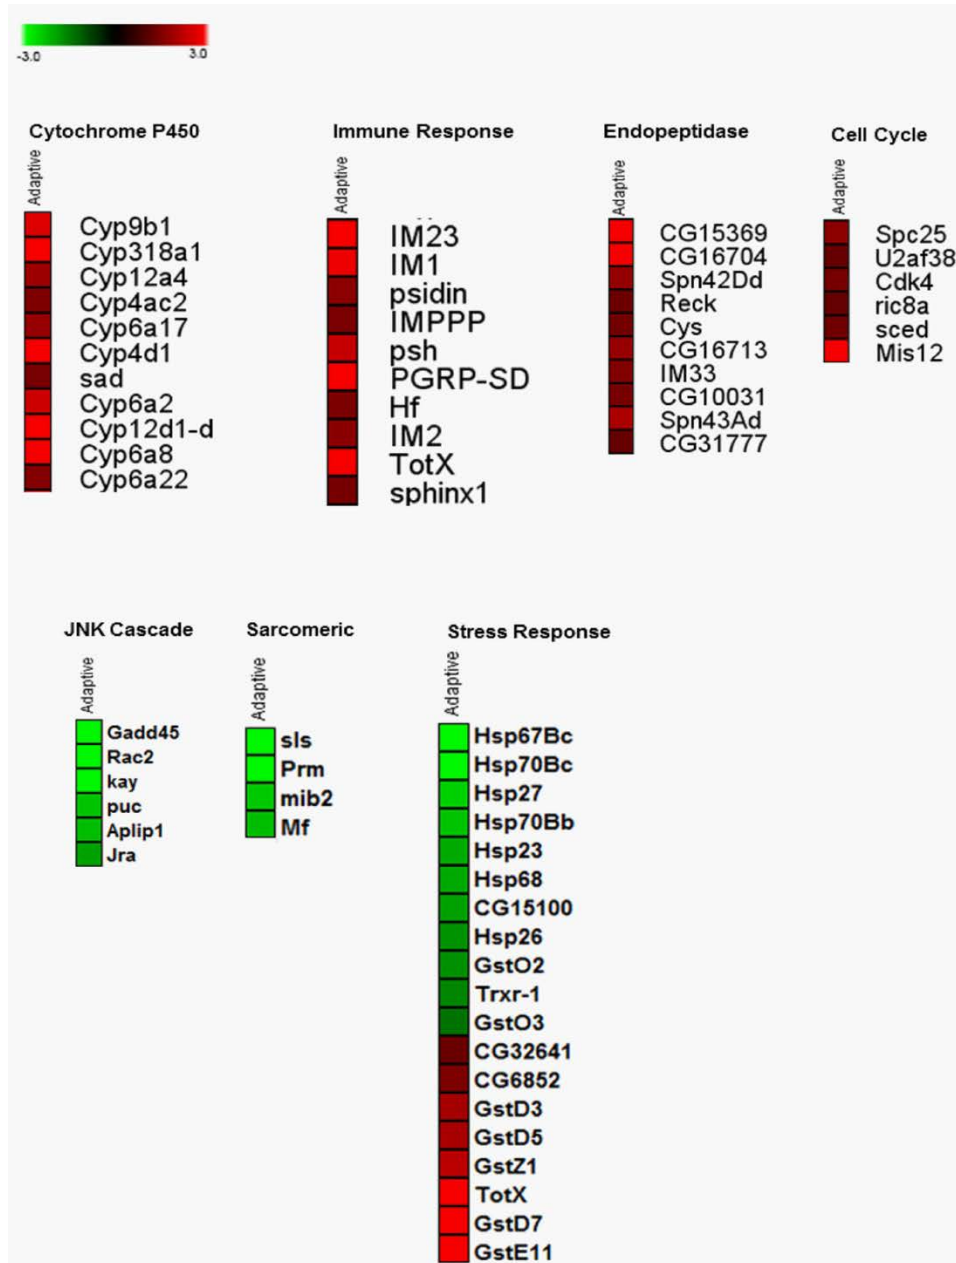 -3.0 3.0
Cytochrome P450
Adaptive
Cyp9b1
Cyp318a1
Cyp12a4
Cyp4ac2
Cyp6a17
Cyp4d1
sad
Cyp6a2
Cyp12d1-d
Cyp6a8
Cyp6a22
Immune Response
Adaptive
IM23
IM1
psidin
IMPPP
psh
PGRP-SD
Hf
IM2
TotX
sphinx1
Endopeptidase
Adaptive
CG15369
CG16704
Spn42Dd
Reck
Cys
CG16713
IM33
CG10031
Spn43Ad
CG31777
Cell Cycle
Adaptive
Spc25
U2af38
Cdk4
ric8a
sced
Mis12
JNK Cascade
Adaptive
Gadd45
Rac2
kay
puc
Aplip1
Jra
Sarcomeric
Adaptive
sls
Prm
mib2
Mf
Stress Response
Adaptive
Hsp67Bc
Hsp70Bc
Hsp27
Hsp70Bb
Hsp23
Hsp68
CG15100
Hsp26
GstO2
Trxr-1
GstO3
CG32641
CG6852
GstD3
GstD5
GstZ1
TotX
GstD7
GstE11